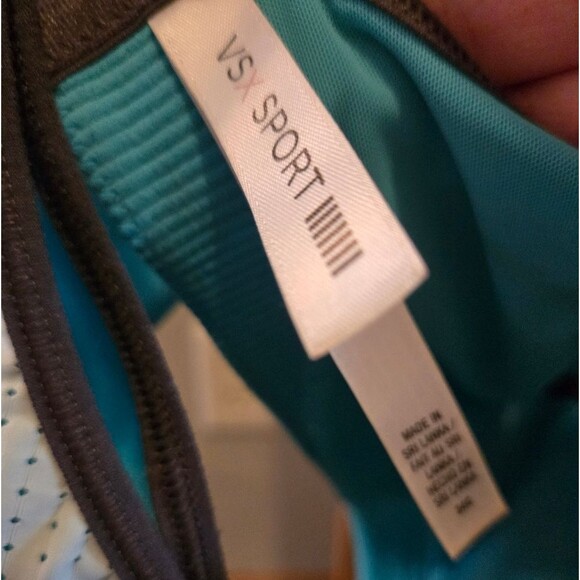 VSX SPORT
MADE IN
SRI LANKA /
FAIT AU SRI
LANKA /
HECHO EN
SRI LANKA